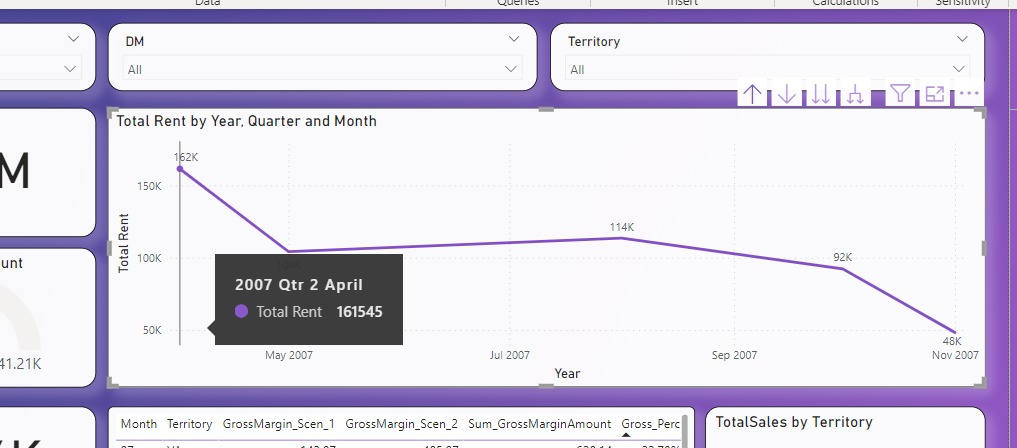 Data Queries Insert Calculations Sensitivity
DM Territory
All All
Total Rent by Year, Quarter and Month
M
162K
150K
114K
Total Rent
100K
92K
2007 Qtr 2 April
Total Rent 161545
50K
48K
May 2007 Jul 2007 Sep 2007 Nov 2007
Year
ount
41.21K
Month Territory GrossMargin_Scen_1 GrossMargin_Scen_2 Sum_GrossMarginAmount Gross_Perc
TotalSales by Territory